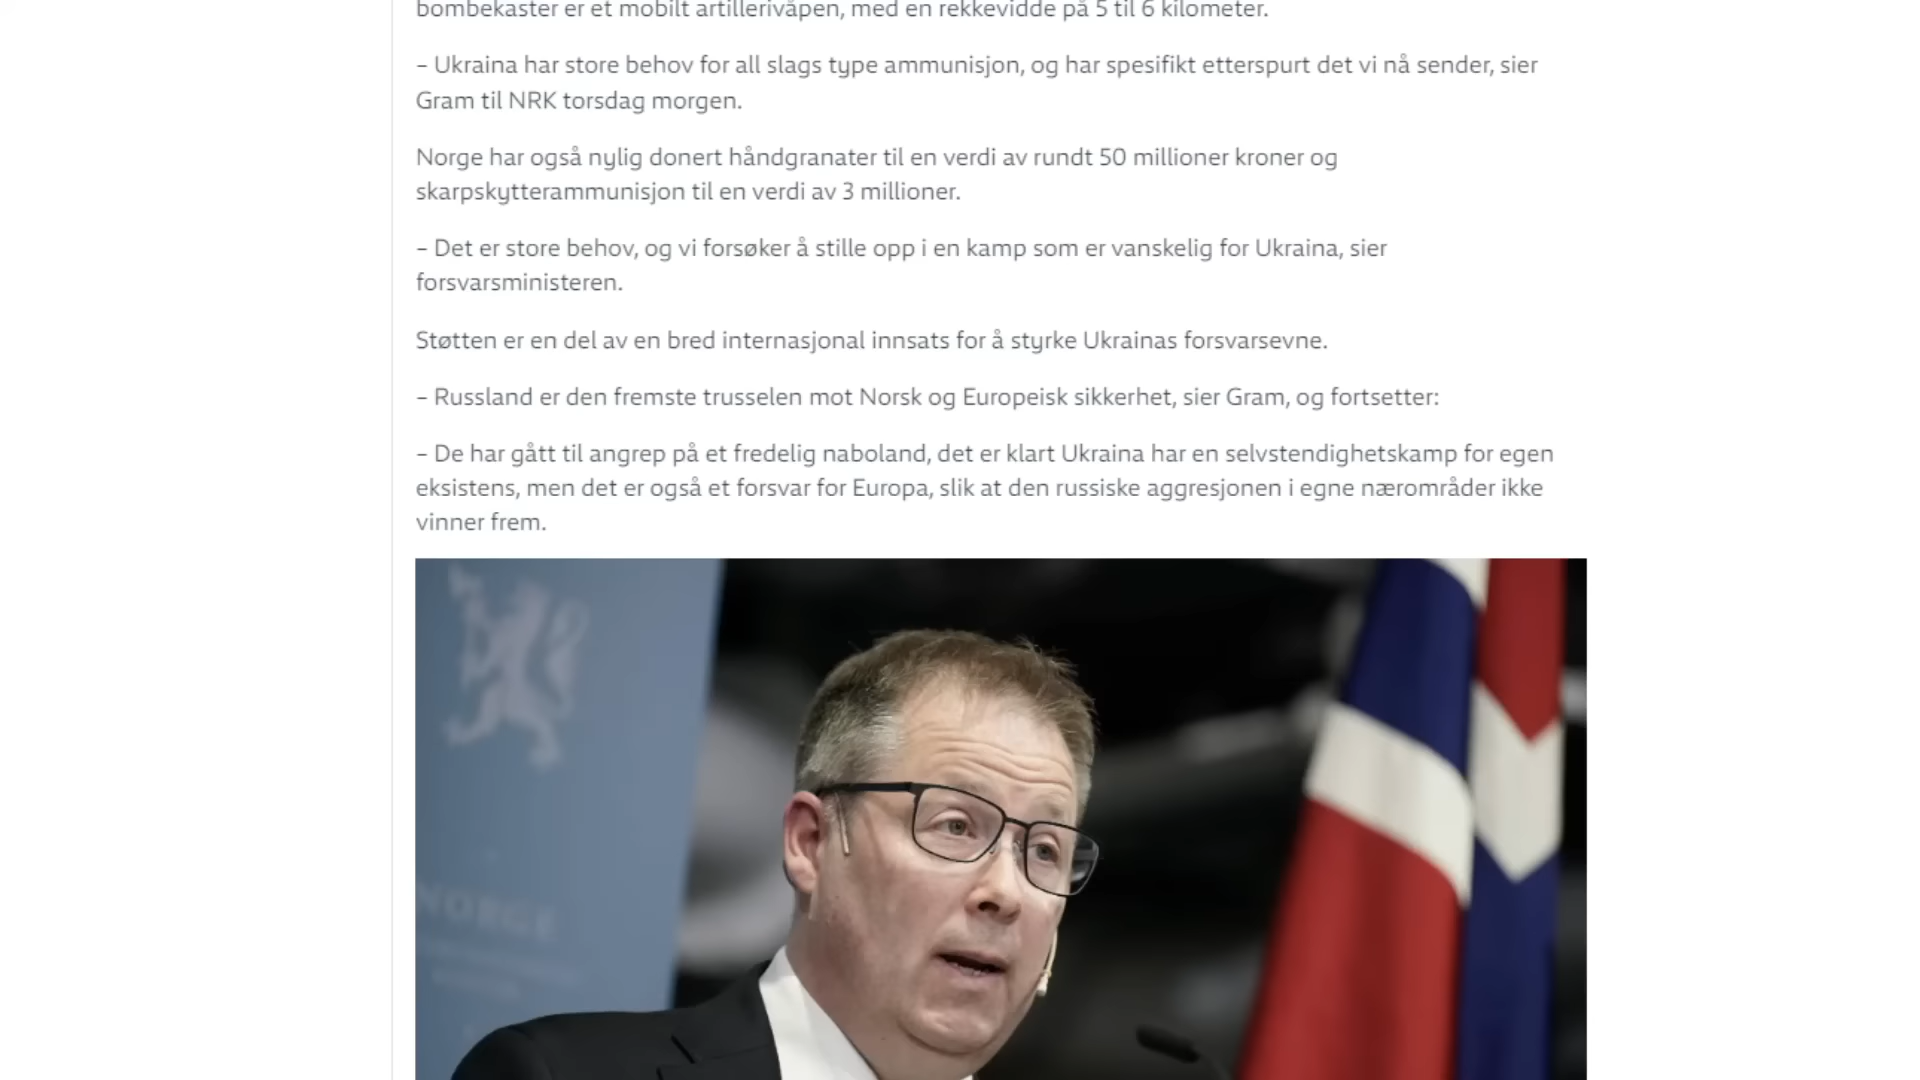 bombekaster er et mobilt artillerivåpen, med en rekkevidde på 5 til 6 kilometer.
– Ukraina har store behov for all slags type ammunisjon, og har spesifikt etterspurt det vi nå sender, sier
Gram til NRK torsdag morgen.
Norge har også nylig donert håndgranater til en verdi av rundt 50 millioner kroner og
skarpskytterammunisjon til en verdi av 3 millioner.
– Det er store behov, og vi forsøker å stille opp i en kamp som er vanskelig for Ukraina, sier
forsvarsministeren.
Støtten er en del av en bred internasjonal innsats for å styrke Ukrainas forsvarsevne.
– Russland er den fremste trusselen mot Norsk og Europeisk sikkerhet, sier Gram, og fortsetter:
– De har gått til angrep på et fredelig naboland, det er klart Ukraina har en selvstendighetskamp for egen
eksistens, men det er også et forsvar for Europa, slik at den russiske aggresjonen i egne nærområder ikke
vinner frem.
NORGE